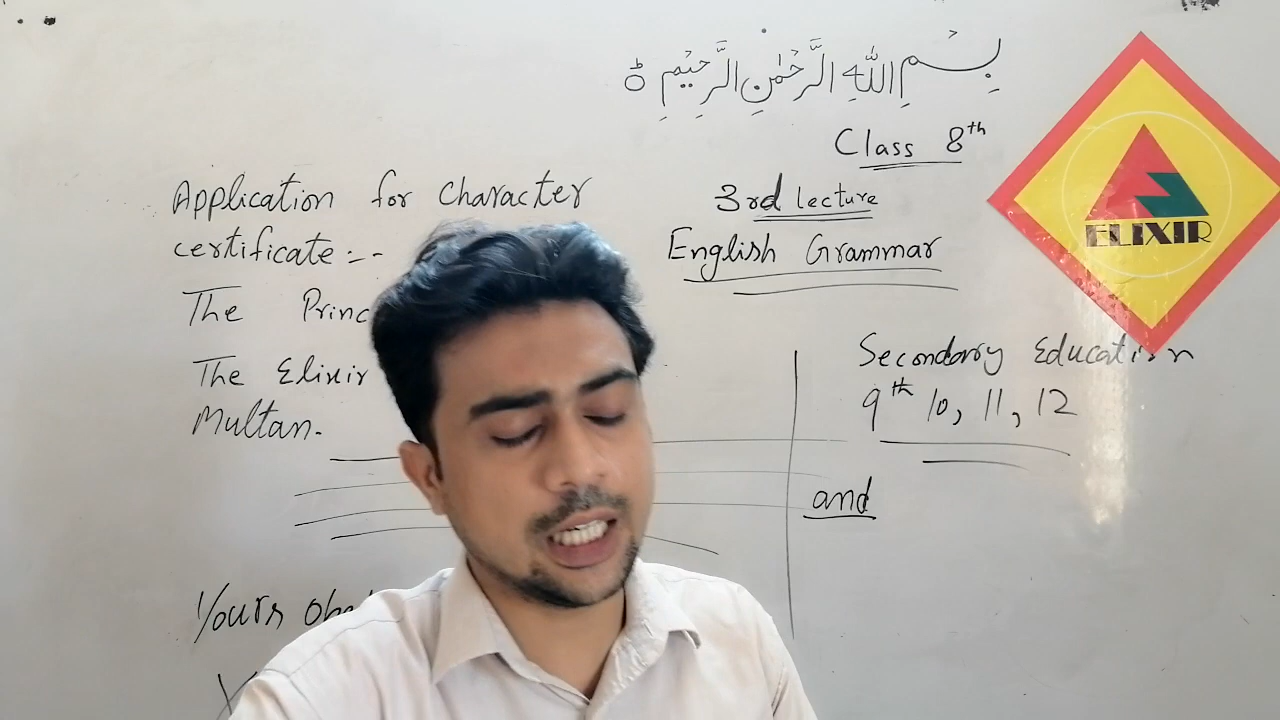 بِسْمِ اللّٰهِ الرَّحْمٰنِ الرَّحِيْمِ ط
Class 8th
3rd lecture
English Grammar
ELIXIR
Application for Character
certificate:--
The
The Elixir
Multan.
Yours
Secondary Education
9th 10, 11, 12
and